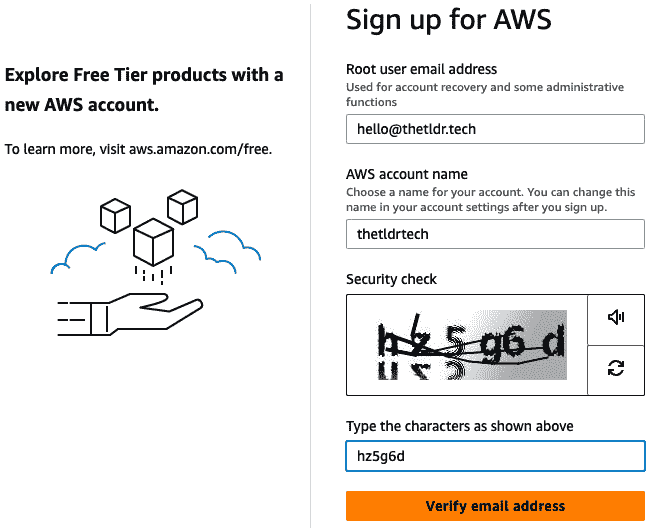 Explore Free Tier products with a
new AWS account.
To learn more, visit aws.amazon.com/free.
Sign up for AWS
Root user email address
Used for account recovery and some administrative
functions
hello@thetldr.tech
AWS account name
Choose a name for your account. You can change this
name in your account settings after you sign up.
thetldrtech
Security check
hz5g6d
Type the characters as shown above
hz5g6d
Verify email address